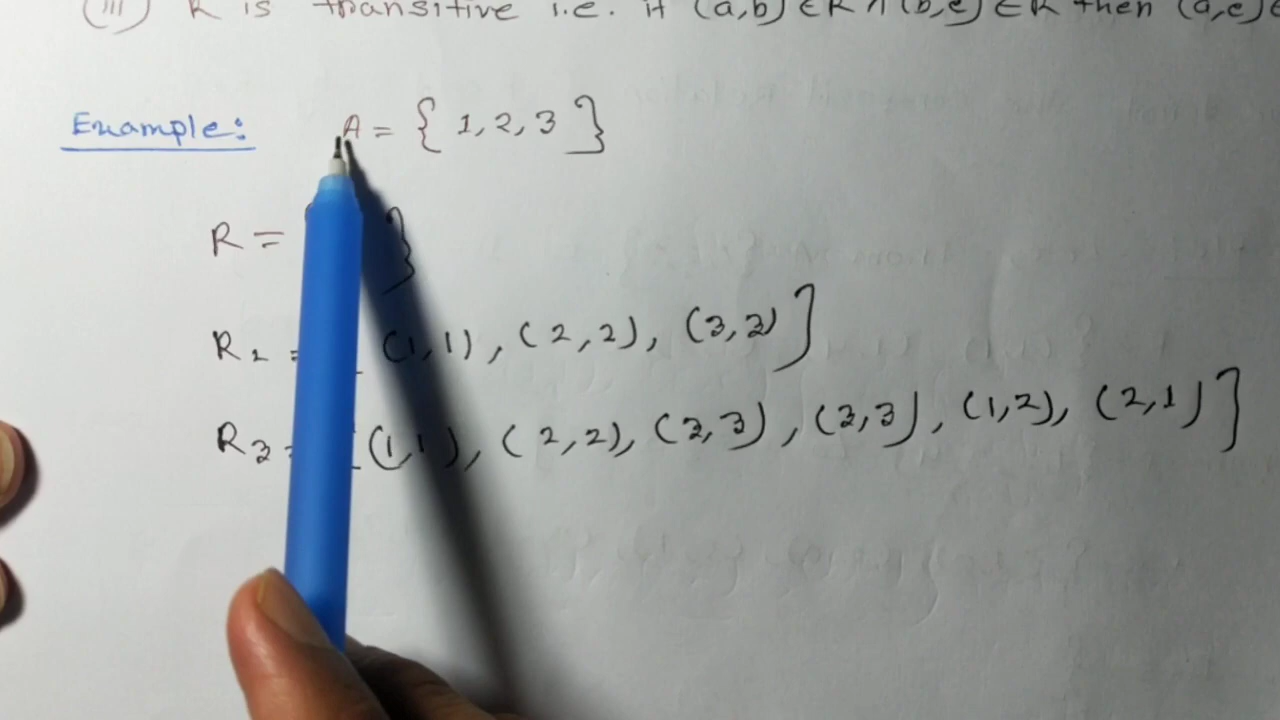 (iii) R is transitive i.e. if (a,b) ∈ R ∧ (b,c) ∈ R then (a,c) ∈
Example: A = { 1, 2, 3 }
R = }
R₂ = (1,1), (2,2), (3,3) ]
R₃ = [ (1,1), (2,2), (3,3), (3,3), (1,2), (2,1) ]